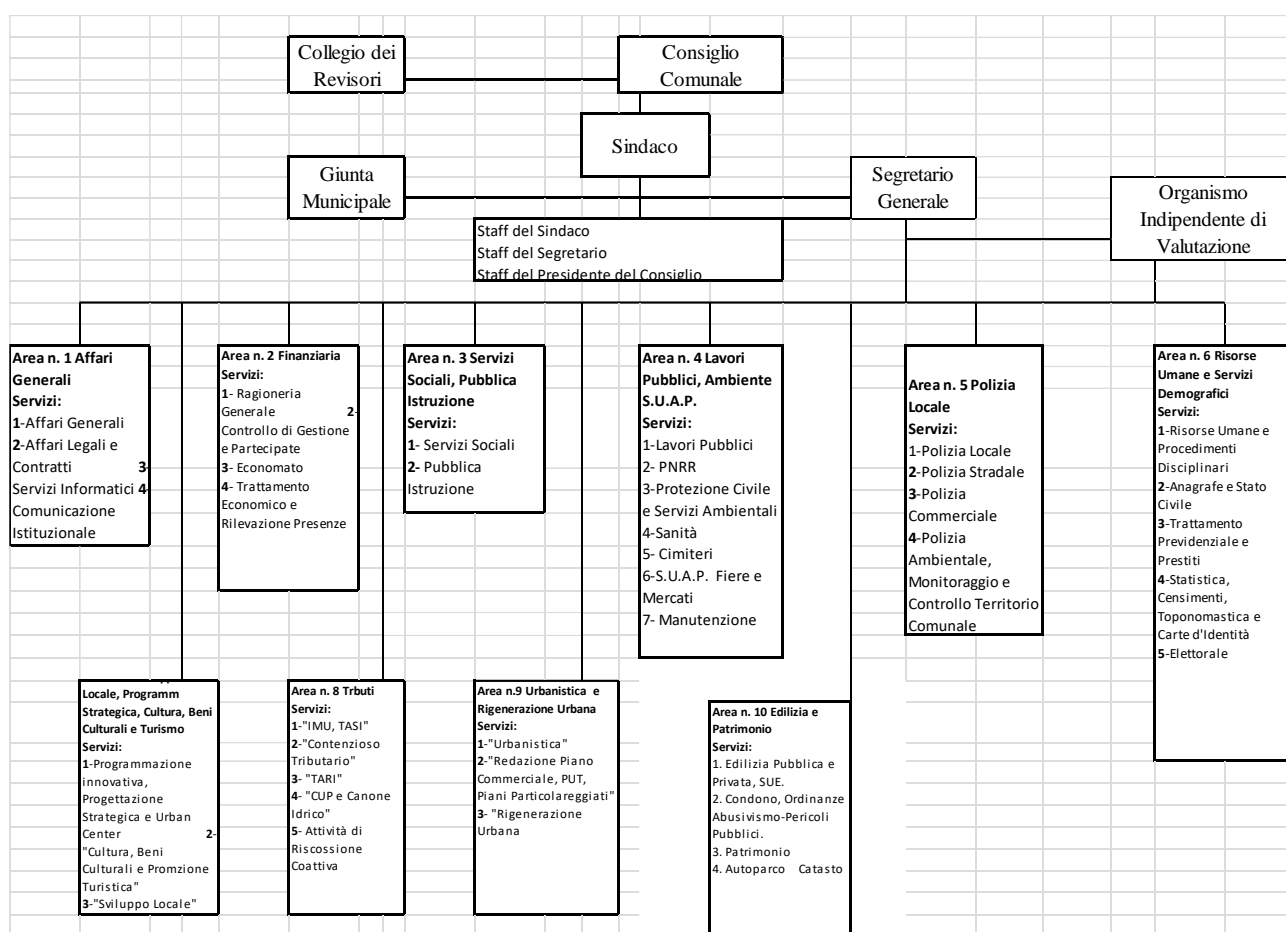 Collegio dei
Revisori
Consiglio
Comunale
Sindaco
Giunta
Municipale
Segretario
Generale
Organismo
Indipendente di
Valutazione
Staff del Sindaco
Staff del Segretario
Staff del Presidente del Consiglio
Area n. 1 Affari
Generali
Servizi:
1-Affari Generali
2-Affari Legali e
Contratti 3-
Servizi Informatici 4-
Comunicazione
Istituzionale
Area n. 2 Finanziaria
Servizi:
1- Ragioneria
Generale 2-
Controllo di Gestione
e Partecipate
3- Economato
4- Trattamento
Economico e
Rilevazione Presenze
Area n. 3 Servizi
Sociali, Pubblica
Istruzione
Servizi:
1- Servizi Sociali
2- Pubblica
Istruzione
Area n. 4 Lavori
Pubblici, Ambiente
S.U.A.P.
Servizi:
1-Lavori Pubblici
2- PNRR
3-Protezione Civile
e Servizi Ambientali
4-Sanità
5- Cimiteri
6-S.U.A.P. Fiere e
Mercati
7- Manutenzione
Area n. 5 Polizia
Locale
Servizi:
1-Polizia Locale
2-Polizia Stradale
3-Polizia
Commerciale
4-Polizia
Ambientale,
Monitoraggio e
Controllo Territorio
Comunale
Area n. 6 Risorse
Umane e Servizi
Demografici
Servizi:
1-Risorse Umane e
Procedimenti
Disciplinari
2-Anagrafe e Stato
Civile
3-Trattamento
Previdenziale e
Prestiti
4-Statistica,
Censimenti,
Toponomastica e
Carte d'Identità
5-Elettorale
Locale, Programm
Strategica, Cultura, Beni
Culturali e Turismo
Servizi:
1-Programmazione
innovativa,
Progettazione
Strategica e Urban
Center 2-
"Cultura, Beni
Culturali e Promzione
Turistica"
3-"Sviluppo Locale"
Area n. 8 Trbuti
Servizi:
1-"IMU, TASI"
2-"Contenzioso
Tributario"
3- "TARI"
4- "CUP e Canone
Idrico"
5- Attività di
Riscossione
Coattiva
Area n.9 Urbanistica e
Rigenerazione Urbana
Servizi:
1-"Urbanistica"
2-"Redazione Piano
Commerciale, PUT,
Piani Particolareggiati"
3- "Rigenerazione
Urbana
Area n. 10 Edilizia e
Patrimonio
Servizi:
1. Edilizia Pubblica e
Privata, SUE.
2. Condono, Ordinanze
Abusivismo-Pericoli
Pubblici.
3. Patrimonio
4. Autoparco Catasto